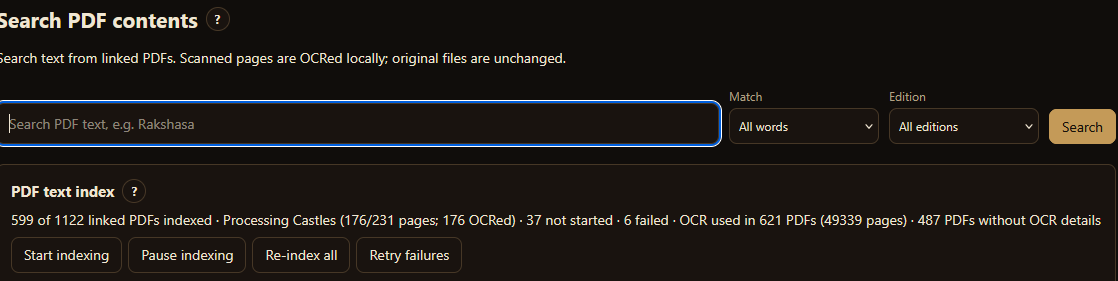 Search PDF contents ?
Search text from linked PDFs. Scanned pages are OCRed locally; original files are unchanged.
Match
Edition
Search PDF text, e.g. Rakshasa
All words
All editions
Search
PDF text index ?
599 of 1122 linked PDFs indexed · Processing Castles (176/231 pages; 176 OCRed) · 37 not started · 6 failed · OCR used in 621 PDFs (49339 pages) · 487 PDFs without OCR details
Start indexing
Pause indexing
Re-index all
Retry failures